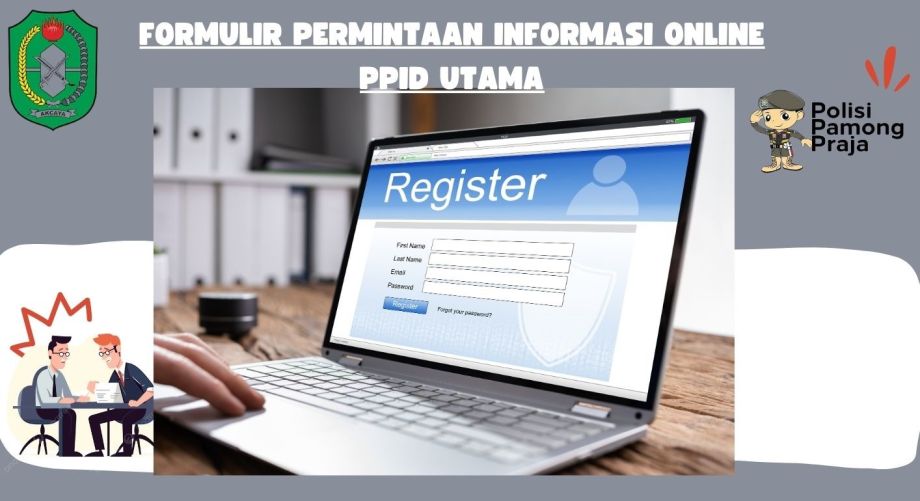 FORMULIR PERMINTAAN INFORMASI ONLINE
PPID UTAMA
AKCAYA
Polisi
Pamong
Praja
Register
First Name
Last Name
Email
Password
Register
Forgot your password?